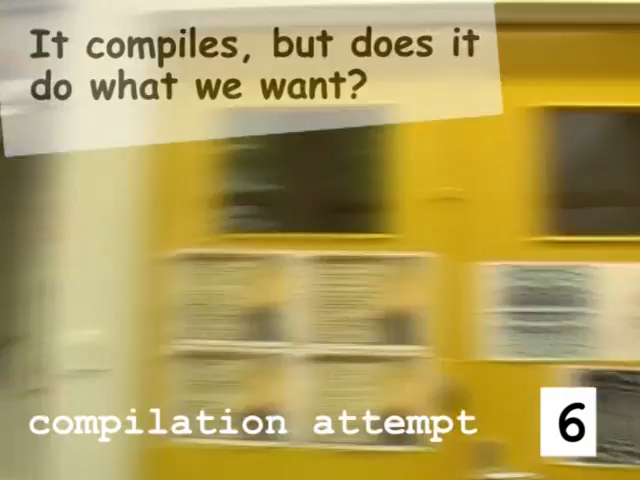 It compiles, but does it
do what we want?
compilation attempt 6